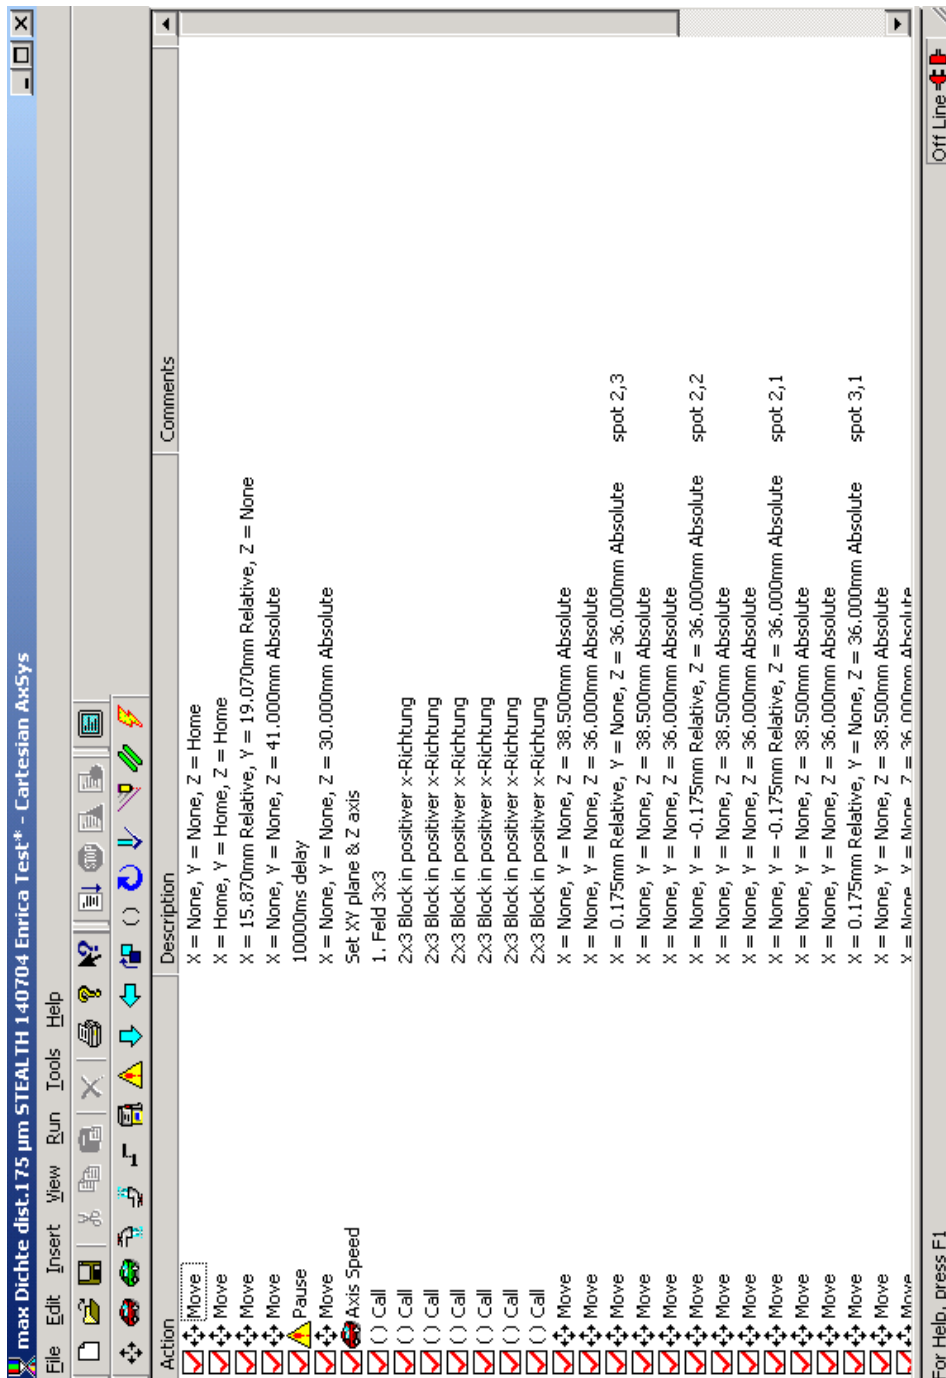 max Dichte dist.175 µm STEALTH 140704 Enrica Test* - Cartesian AxSys
File Edit Insert View Run Tools Help
STOP
Action Description Comments
Move X = None, Y = None, Z = Home
Move X = Home, Y = Home, Z = Home
Move X = 15.870mm Relative, Y = 19.070mm Relative, Z = None
Move X = None, Y = None, Z = 41.000mm Absolute
Pause 10000ms delay
Move X = None, Y = None, Z = 30.000mm Absolute
Axis Speed Set XY plane & Z axis
( ) Call 1. Feld 3x3
( ) Call 2x3 Block in positiver x-Richtung
( ) Call 2x3 Block in positiver x-Richtung
( ) Call 2x3 Block in positiver x-Richtung
( ) Call 2x3 Block in positiver x-Richtung
( ) Call 2x3 Block in positiver x-Richtung
( ) Call 2x3 Block in positiver x-Richtung
Move X = None, Y = None, Z = 38.500mm Absolute
Move X = None, Y = None, Z = 36.000mm Absolute
Move X = 0.175mm Relative, Y = None, Z = 36.000mm Absolute spot 2,3
Move X = None, Y = None, Z = 38.500mm Absolute
Move X = None, Y = None, Z = 36.000mm Absolute
Move X = None, Y = -0.175mm Relative, Z = 36.000mm Absolute spot 2,2
Move X = None, Y = None, Z = 38.500mm Absolute
Move X = None, Y = None, Z = 36.000mm Absolute
Move X = None, Y = -0.175mm Relative, Z = 36.000mm Absolute spot 2,1
Move X = None, Y = None, Z = 38.500mm Absolute
Move X = None, Y = None, Z = 36.000mm Absolute
Move X = 0.175mm Relative, Y = None, Z = 36.000mm Absolute spot 3,1
Move X = None, Y = None, Z = 38.500mm Absolute
Move X = None, Y = None, Z = 36.000mm Absolute
For Help, press F1 Off Line